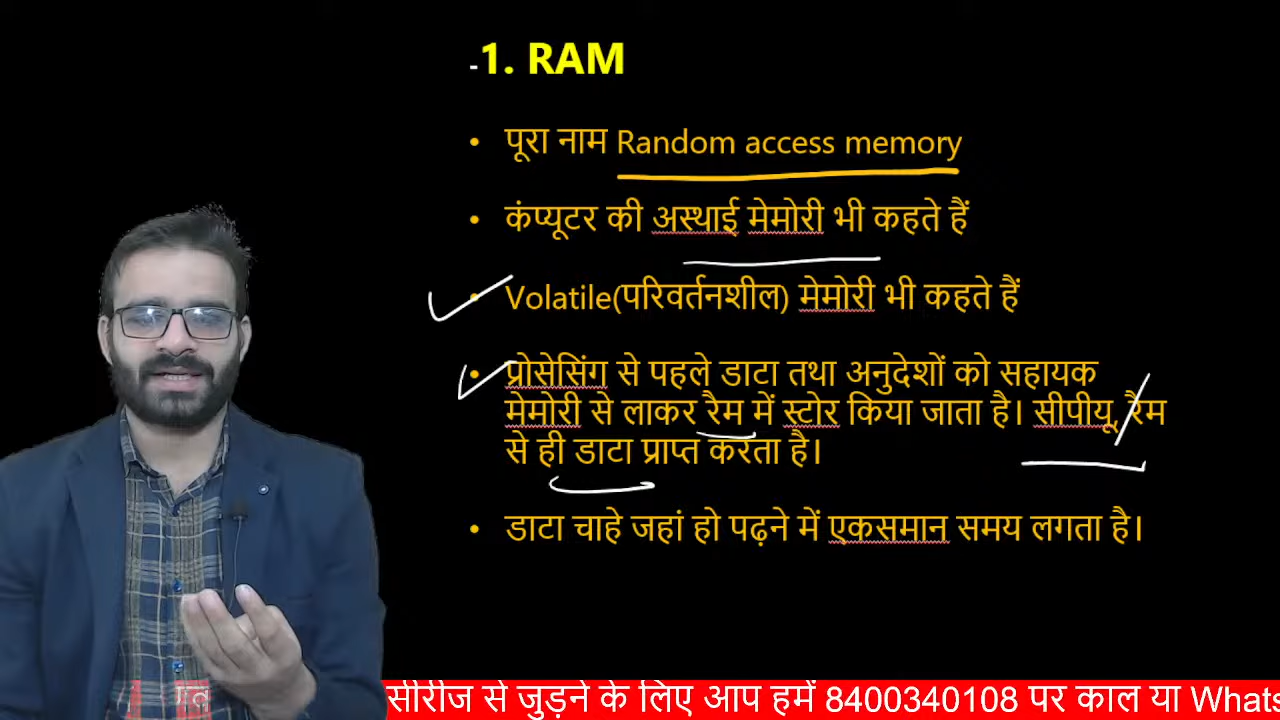 -1. RAM
• पूरा नाम Random access memory
• कंप्यूटर की अस्थाई मेमोरी भी कहते हैं
• Volatile(परिवर्तनशील) मेमोरी भी कहते हैं
• प्रोसेसिंग से पहले डाटा तथा अनुदेशों को सहायक
मेमोरी से लाकर रैम में स्टोर किया जाता है। सीपीयू, रैम
से ही डाटा प्राप्त करता है।
• डाटा चाहे जहां हो पढ़ने में एकसमान समय लगता है।
सीरीज से जुड़ने के लिए आप हमें 8400340108 पर काल या Whats